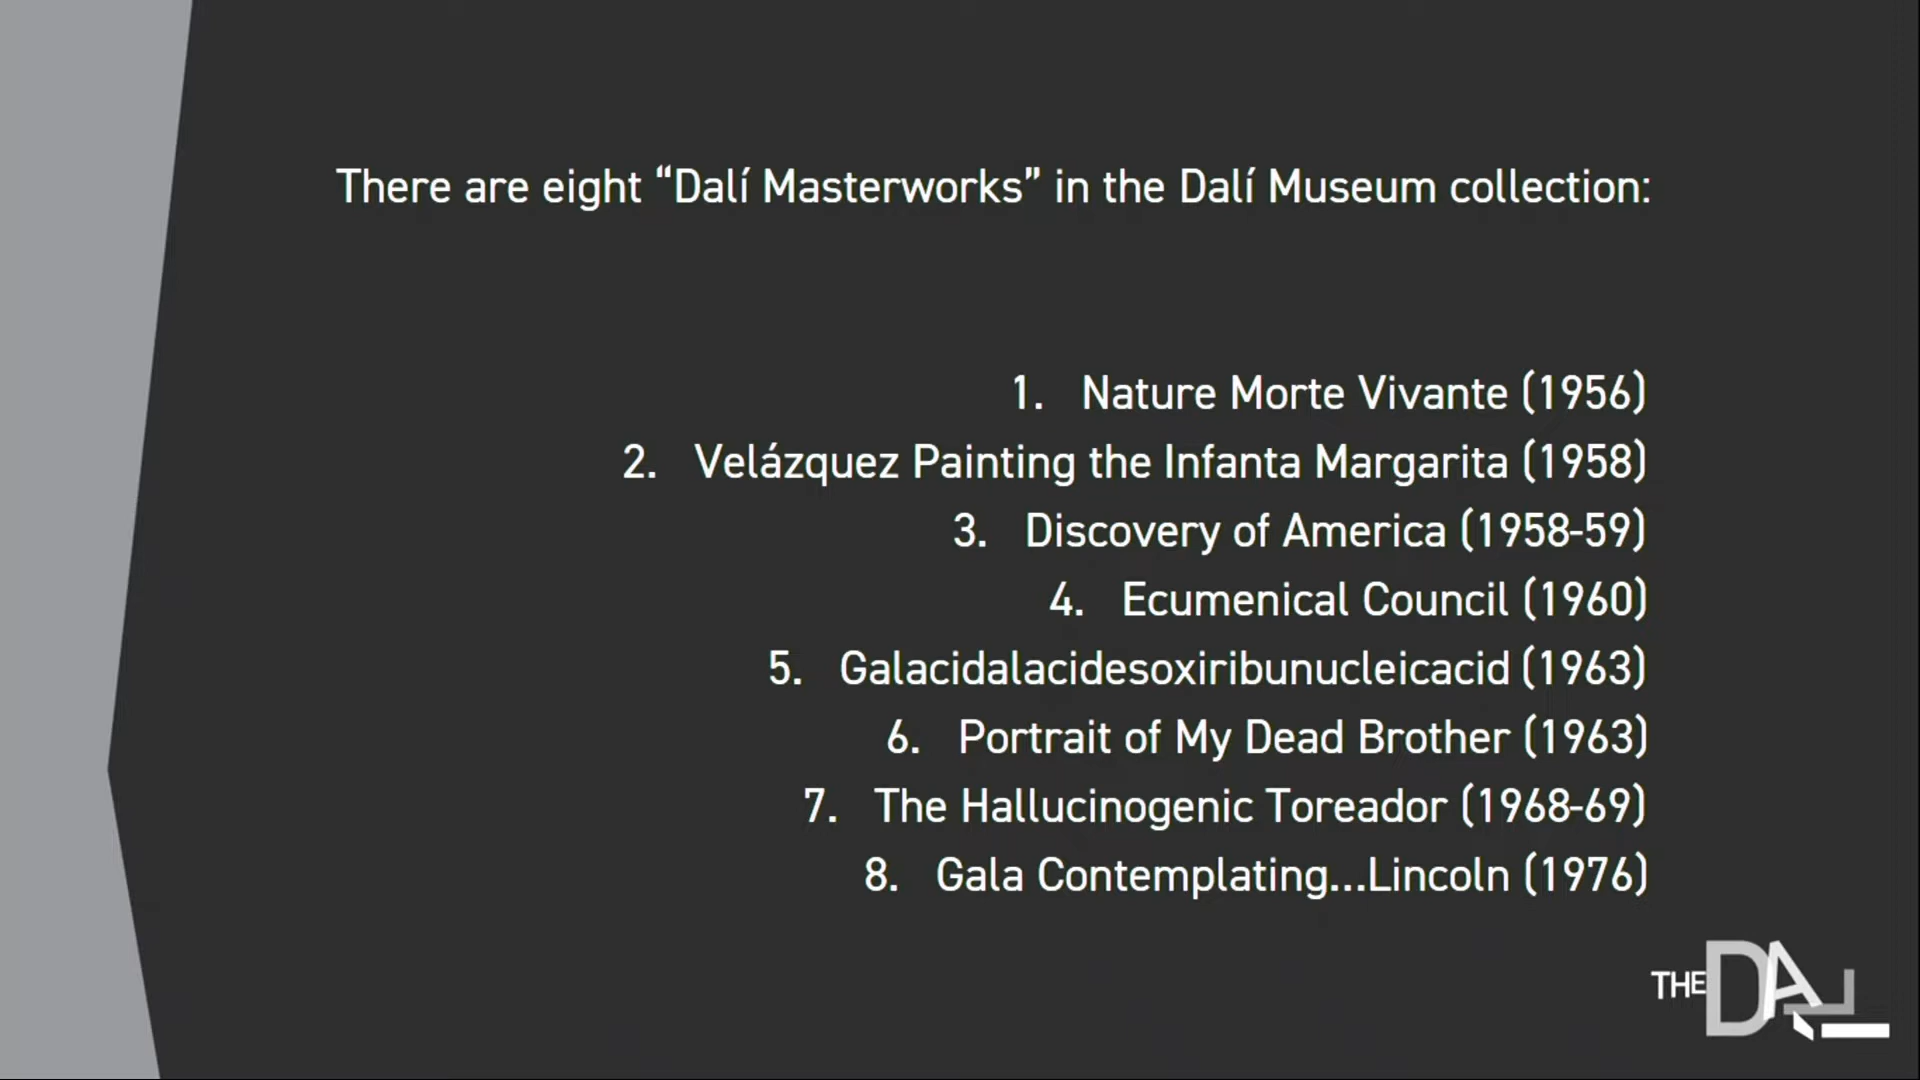 There are eight “Dalí Masterworks” in the Dalí Museum collection:
1. Nature Morte Vivante (1956)
2. Velázquez Painting the Infanta Margarita (1958)
3. Discovery of America (1958-59)
4. Ecumenical Council (1960)
5. Galacidalacidesoxiribunucleicacid (1963)
6. Portrait of My Dead Brother (1963)
7. The Hallucinogenic Toreador (1968-69)
8. Gala Contemplating...Lincoln (1976)
THE DALÍ